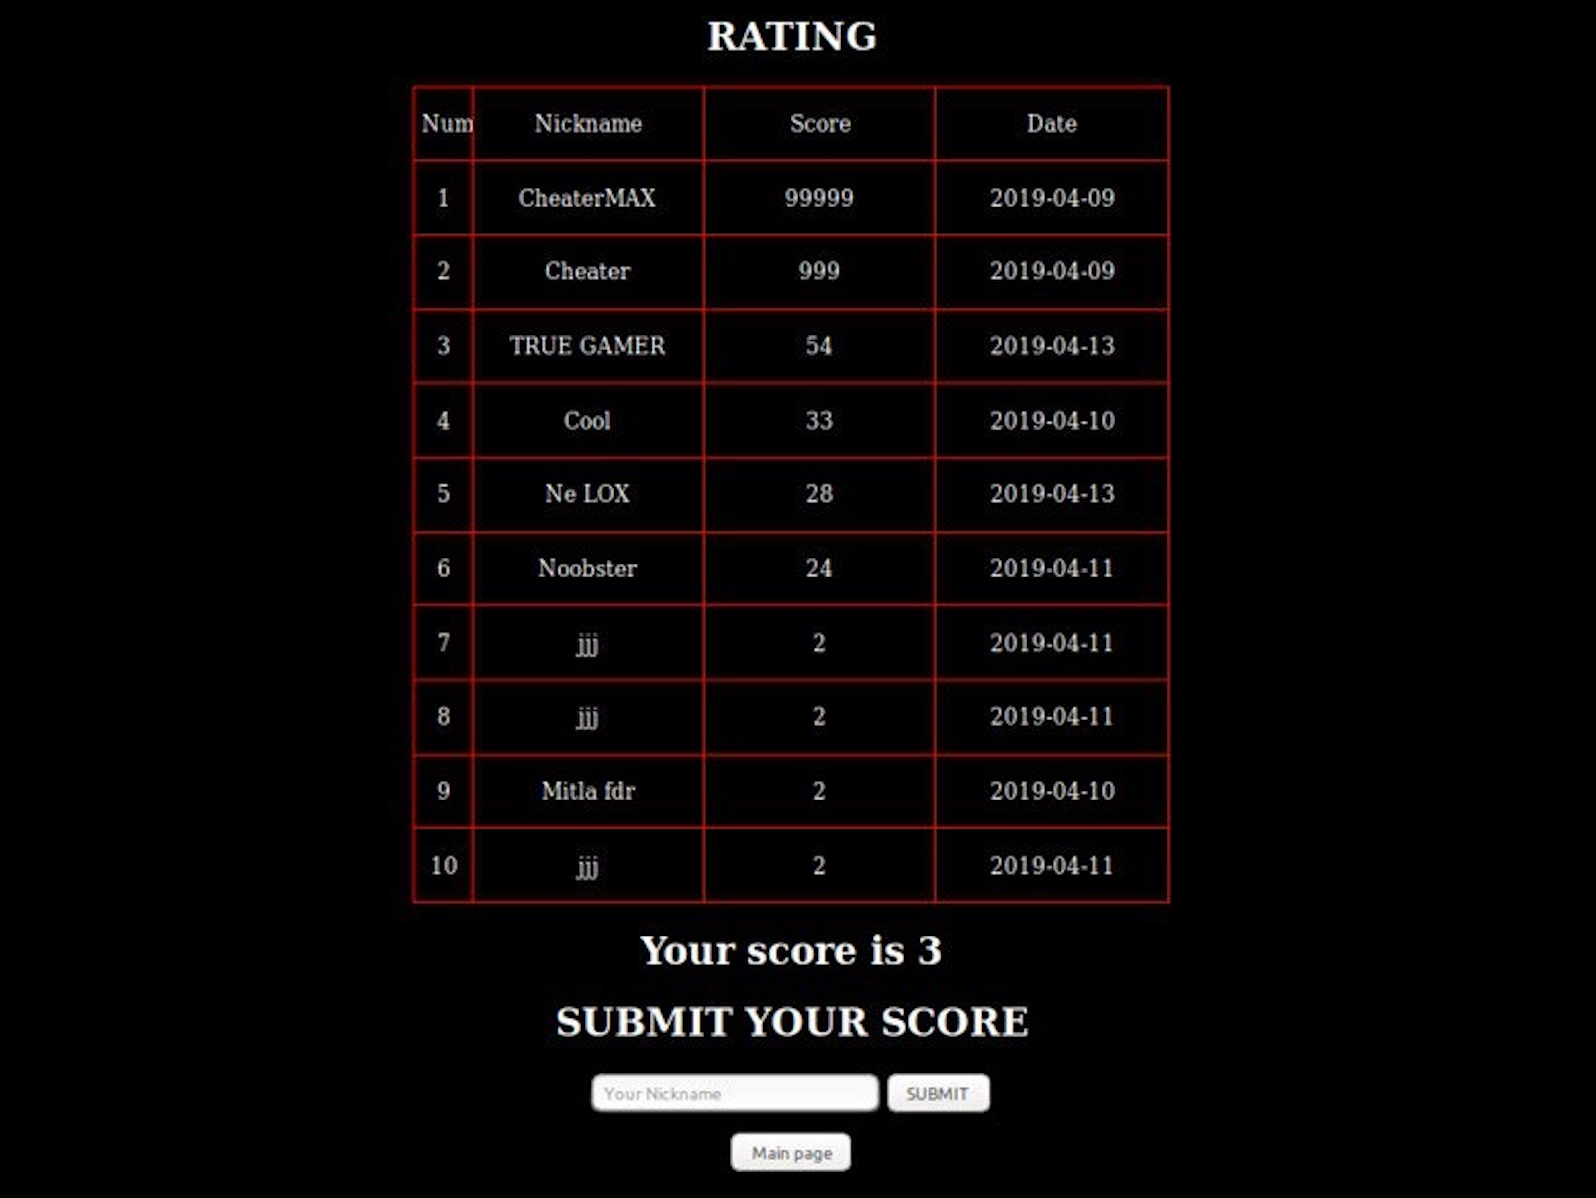 RATING
Num Nickname Score Date
1 CheaterMAX 99999 2019-04-09
2 Cheater 999 2019-04-09
3 TRUE GAMER 54 2019-04-13
4 Cool 33 2019-04-10
5 Ne LOX 28 2019-04-13
6 Noobster 24 2019-04-11
7 jjj 2 2019-04-11
8 jjj 2 2019-04-11
9 Mitla fdr 2 2019-04-10
10 jjj 2 2019-04-11
Your score is 3
SUBMIT YOUR SCORE
Your Nickname SUBMIT
Main page